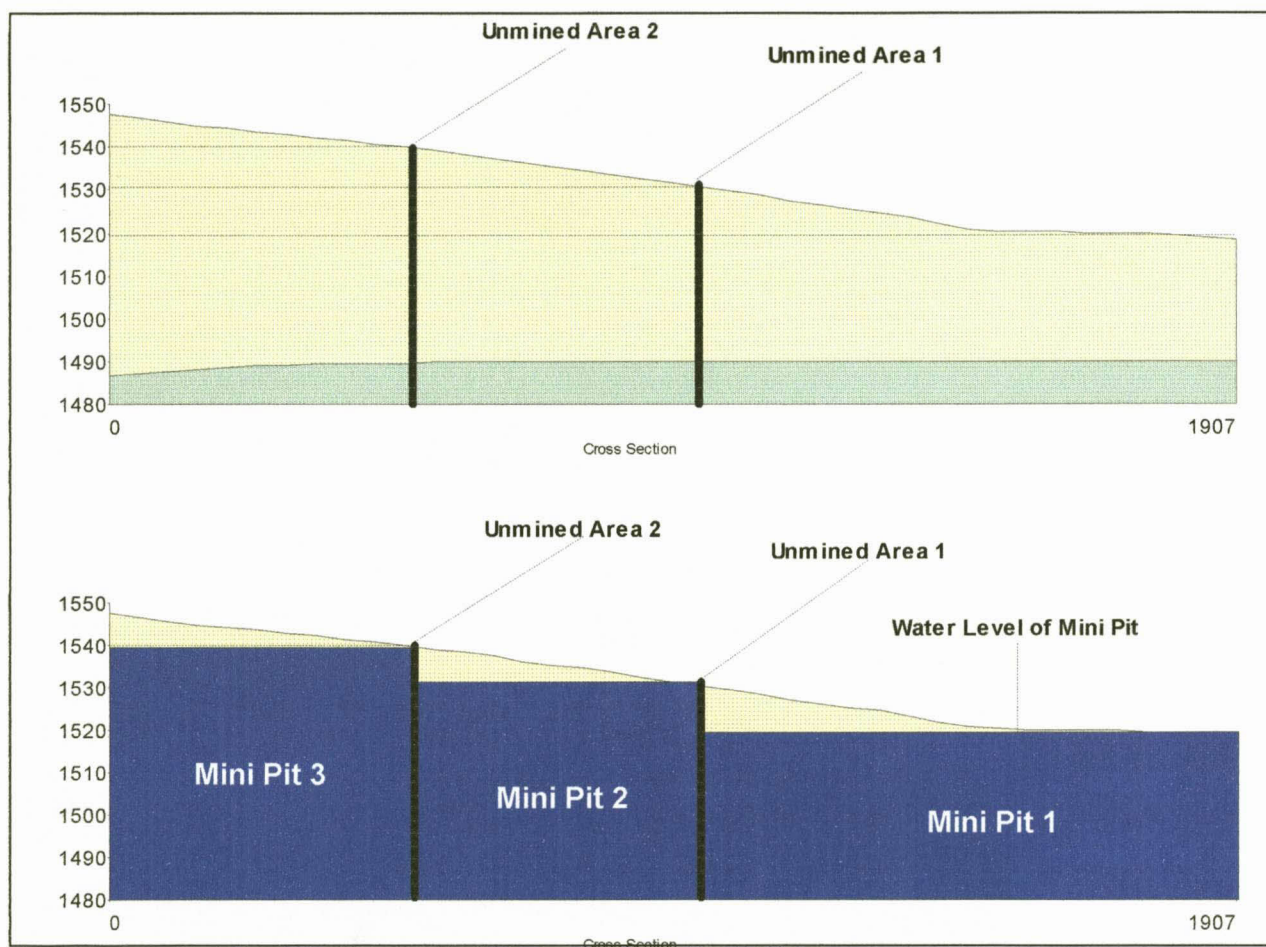 Unmined Area 2
Unmined Area 1
1550
1540
1530
1520
1510
1500
1490
1480
0 1907
Cross Section
Unmined Area 2
Unmined Area 1
Water Level of Mini Pit
1550
1540
1530
1520
1510
1500
1490
1480
Mini Pit 3
Mini Pit 2
Mini Pit 1
0 1907
Cross Section